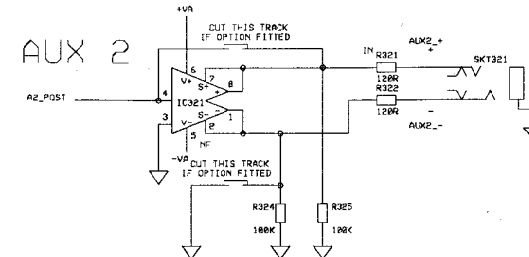 +VA
CUT THIS TRACK
IF OPTION FITTED
AUX 2
AUX2_+
+
IN
R321
120R
SKT321
6
7
V+
S+
8
4
+
A2_POST
IC321
R322
120R
-
1
3
V-
S-
2
5
-
AUX2_-
NF
-VA
CUT THIS TRACK
IF OPTION FITTED
R324
100K
R325
100K